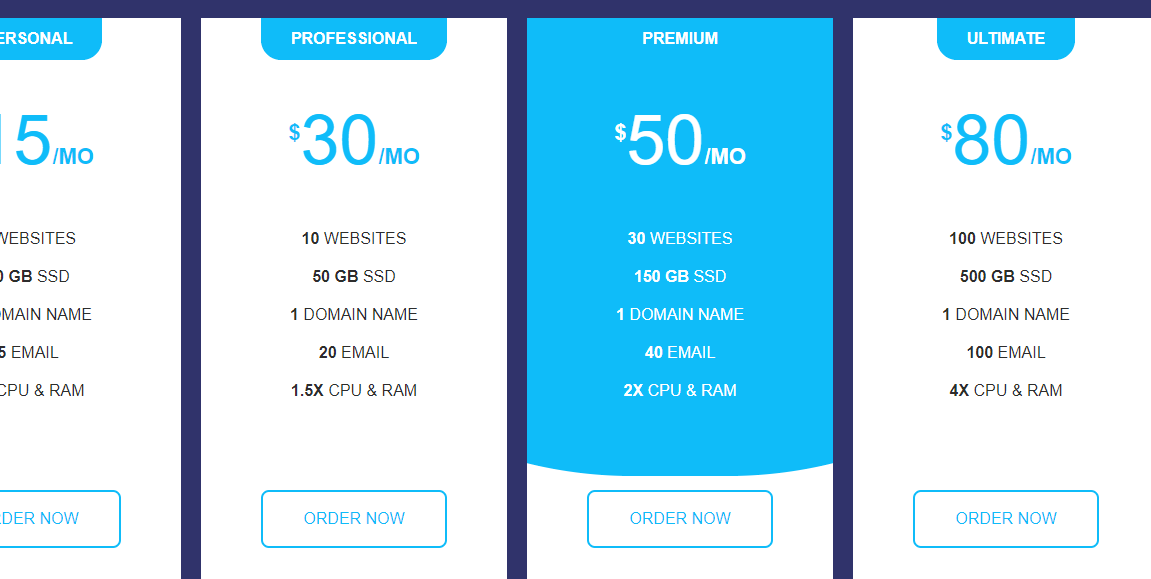 ERSONAL
15/MO
WEBSITES
0 GB SSD
OMAIN NAME
5 EMAIL
CPU & RAM
RDER NOW
PROFESSIONAL
$30/MO
10 WEBSITES
50 GB SSD
1 DOMAIN NAME
20 EMAIL
1.5X CPU & RAM
ORDER NOW
PREMIUM
$50/MO
30 WEBSITES
150 GB SSD
1 DOMAIN NAME
40 EMAIL
2X CPU & RAM
ORDER NOW
ULTIMATE
$80/MO
100 WEBSITES
500 GB SSD
1 DOMAIN NAME
100 EMAIL
4X CPU & RAM
ORDER NOW